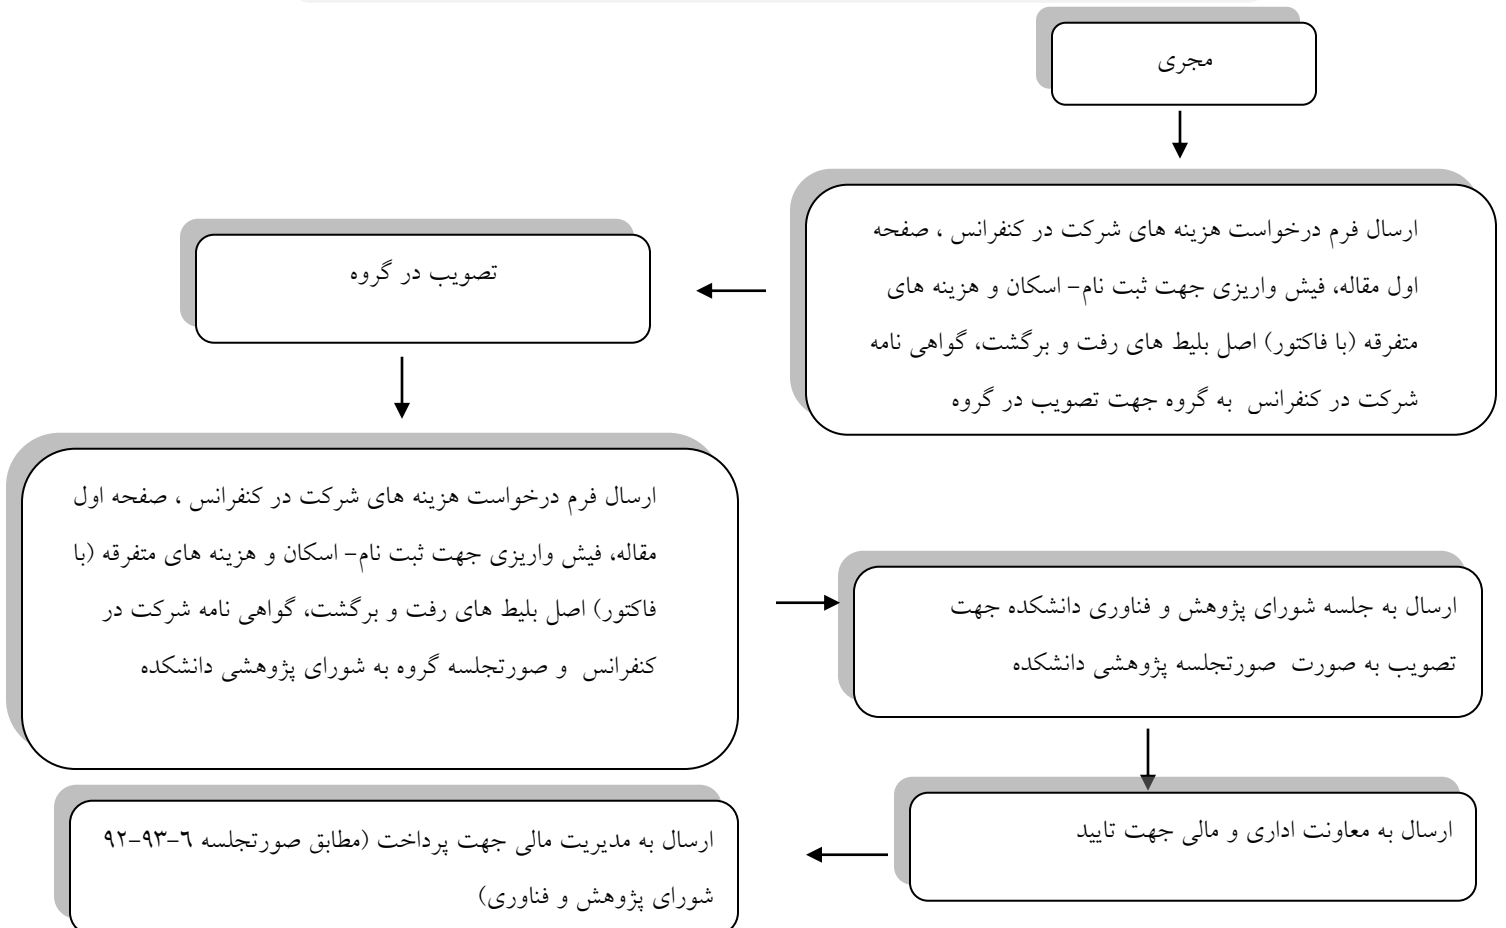 مجری
ارسال فرم درخواست هزینه های شرکت در کنفرانس ، صفحه
اول مقاله، فیش واریزی جهت ثبت نام- اسکان و هزینه های
متفرقه (با فاکتور) اصل بلیط های رفت و برگشت، گواهی نامه
شرکت در کنفرانس به گروه جهت تصویب در گروه
تصویب در گروه
ارسال فرم درخواست هزینه های شرکت در کنفرانس ، صفحه اول
مقاله، فیش واریزی جهت ثبت نام- اسکان و هزینه های متفرقه (با
فاکتور) اصل بلیط های رفت و برگشت، گواهی نامه شرکت در
کنفرانس و صورتجلسه گروه به شورای پژوهشی دانشکده
ارسال به جلسه شورای پژوهش و فناوری دانشکده جهت
تصویب به صورت صورتجلسه پژوهشی دانشکده
ارسال به معاونت اداری و مالی جهت تایید
ارسال به مدیریت مالی جهت پرداخت (مطابق صورتجلسه ۶-۹۳-۹۲
شورای پژوهش و فناوری)